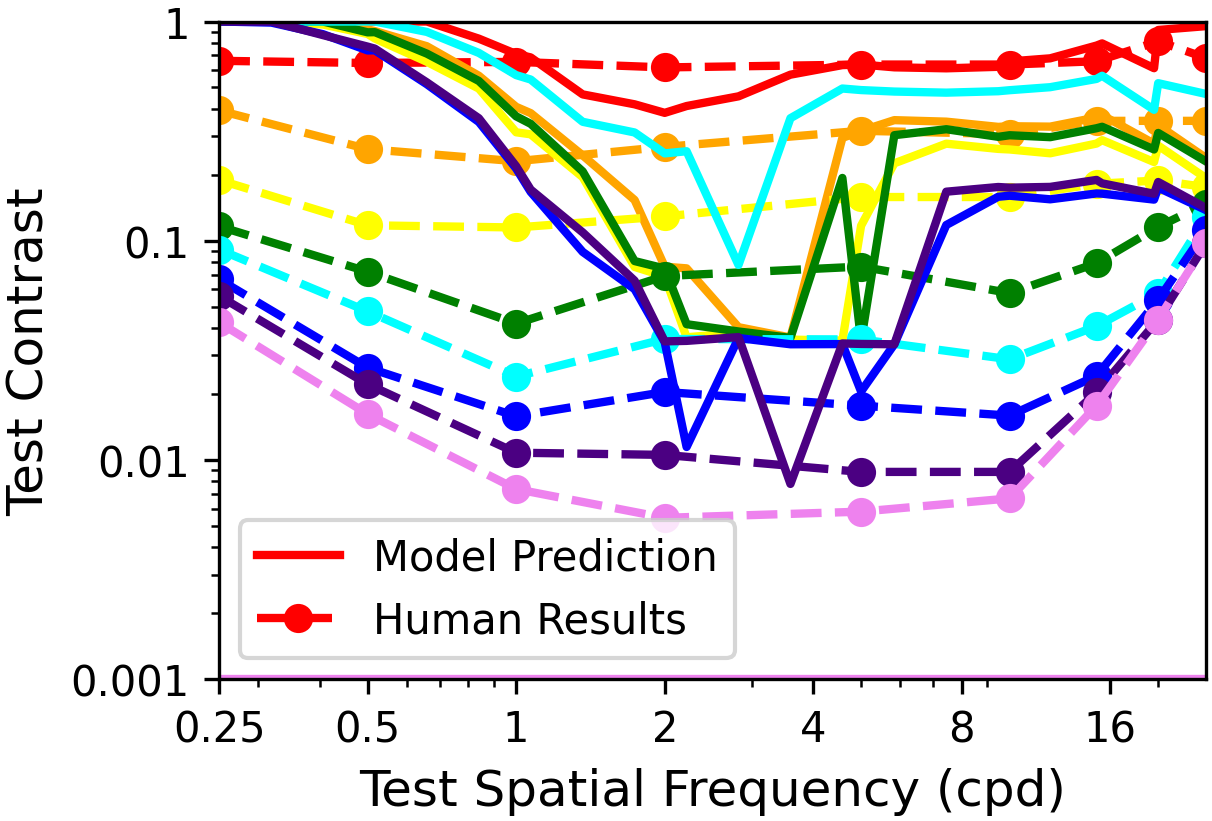 1
0.1
0.01
0.001
Test Contrast
Model Prediction
Human Results
0.25
0.5
1
2
4
8
16
Test Spatial Frequency (cpd)